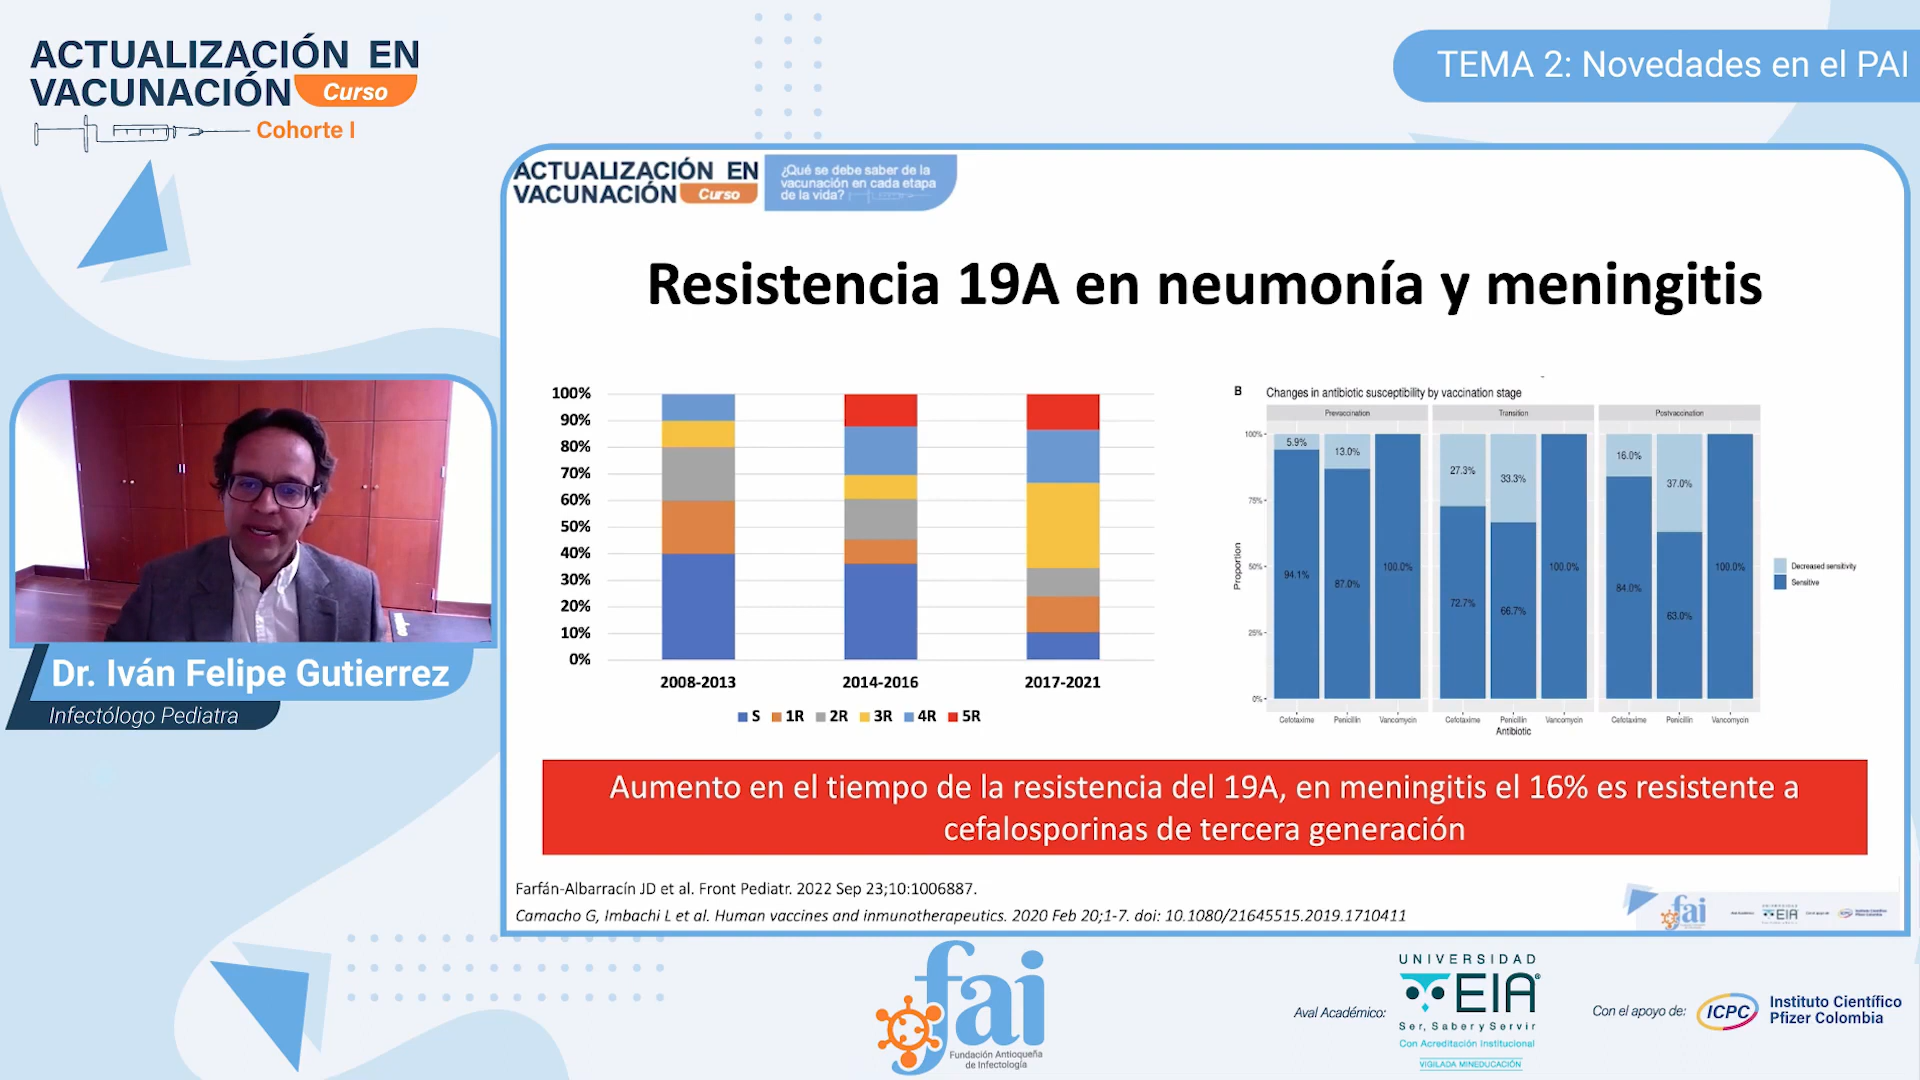 ACTUALIZACIÓN EN
VACUNACIÓN Curso
Cohorte I
TEMA 2: Novedades en el PAI
ACTUALIZACIÓN EN
VACUNACIÓN Curso
¿Qué se debe saber de la
vacunación en cada etapa
de la vida?
Resistencia 19A en neumonía y meningitis
100%
90%
80%
70%
60%
50%
40%
30%
20%
10%
0%
2008-2013 2014-2016 2017-2021
S 1R 2R 3R 4R 5R
B Changes in antibiotic susceptibility by vaccination stage
Prevaccination Transition Postvaccination
100%
75%
50%
25%
0%
Proportion
5.9% 13.0% 27.3% 33.3% 16.0% 37.0%
94.1% 87.0% 100.0% 72.7% 66.7% 100.0% 84.0% 63.0% 100.0%
Cefotaxime Penicillin Vancomycin Cefotaxime Penicillin Vancomycin Cefotaxime Penicillin Vancomycin
Antibiotic
Decreased sensitivity
Sensitive
Aumento en el tiempo de la resistencia del 19A, en meningitis el 16% es resistente a
cefalosporinas de tercera generación
Farfán-Albarracín JD et al. Front Pediatr. 2022 Sep 23;10:1006887.
Camacho G, Imbachi L et al. Human vaccines and inmunotherapeutics. 2020 Feb 20;1-7. doi: 10.1080/21645515.2019.1710411
fai
EIA
Dr. Iván Felipe Gutierrez
Infectólogo Pediatra
fai
Fundación Antioqueña
de Infectología
Aval Académico:
UNIVERSIDAD
EIA
Ser, Saber y Servir
Con Acreditación Institucional
VIGILADA MINEDUCACIÓN
Con el apoyo de:
ICPC
Instituto Científico
Pfizer Colombia